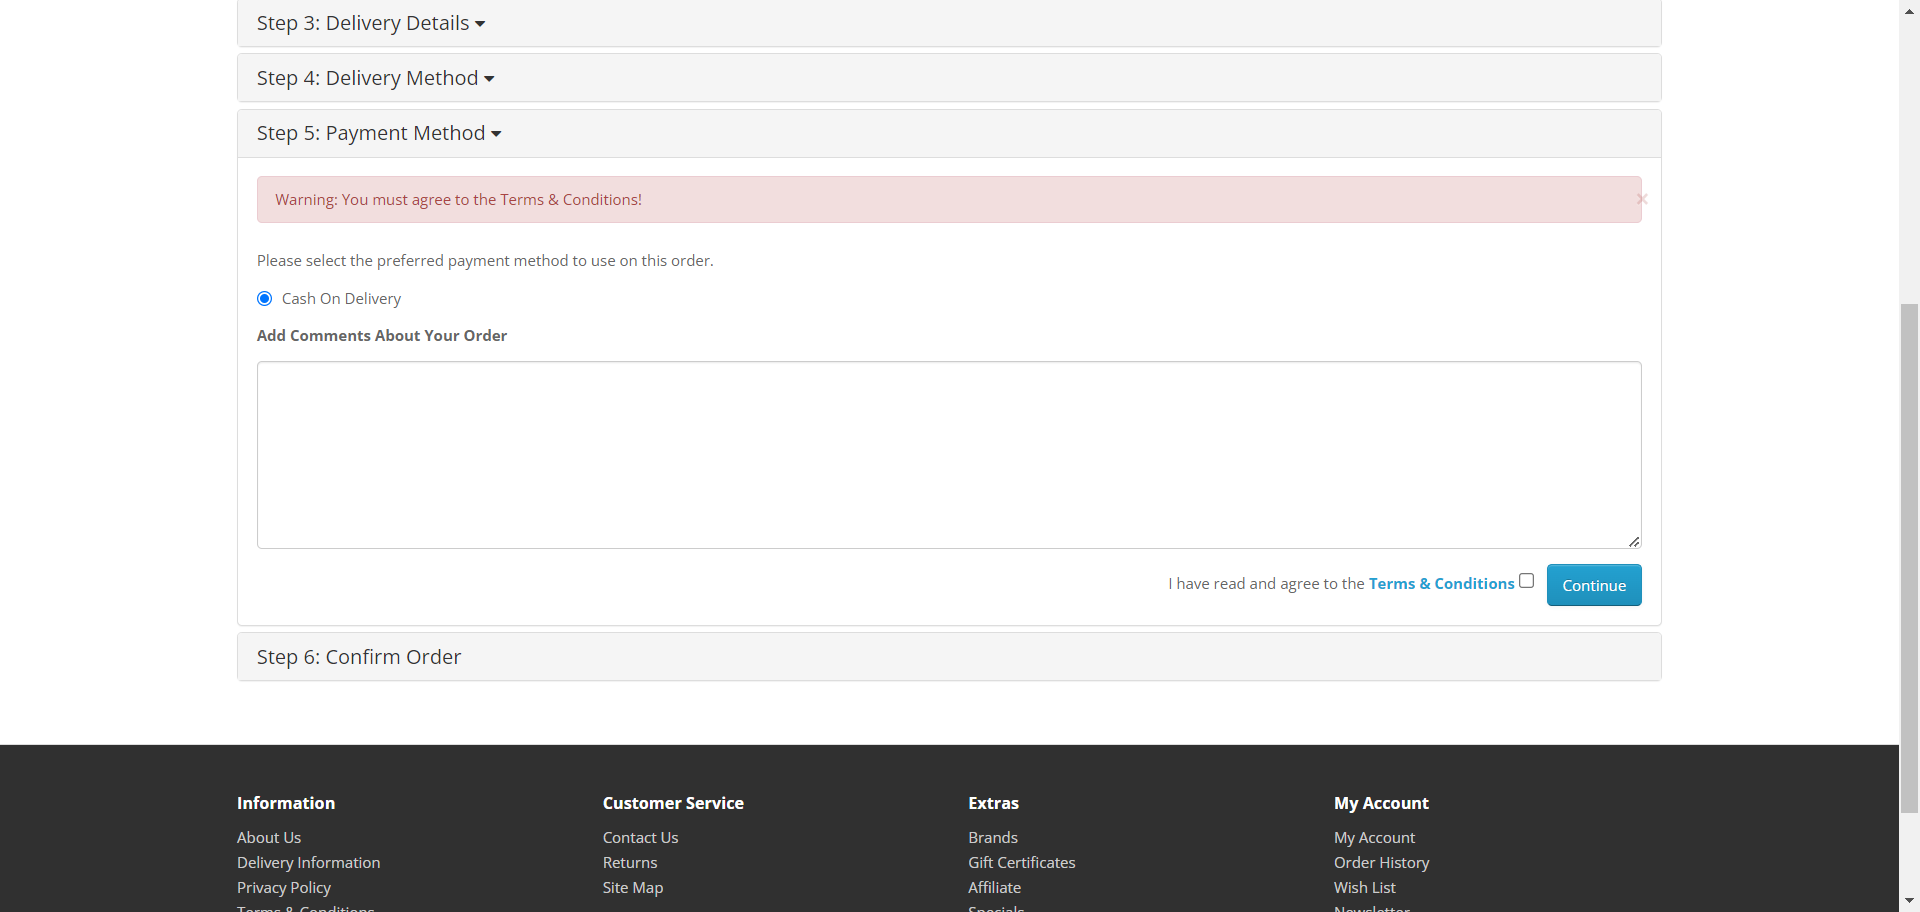 Step 3: Delivery Details
Step 4: Delivery Method
Step 5: Payment Method
Warning: You must agree to the Terms & Conditions!
×
Please select the preferred payment method to use on this order.
Cash On Delivery
Add Comments About Your Order
I have read and agree to the Terms & Conditions
Continue
Step 6: Confirm Order
Information
About Us
Delivery Information
Privacy Policy
Terms & Conditions
Customer Service
Contact Us
Returns
Site Map
Extras
Brands
Gift Certificates
Affiliate
Specials
My Account
My Account
Order History
Wish List
Newsletter